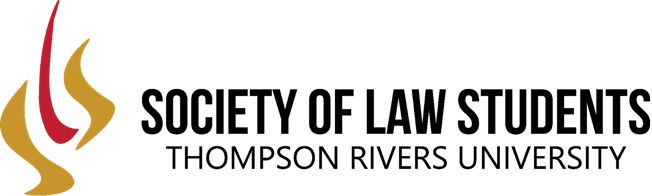 SOCIETY OF LAW STUDENTS
THOMPSON RIVERS UNIVERSITY